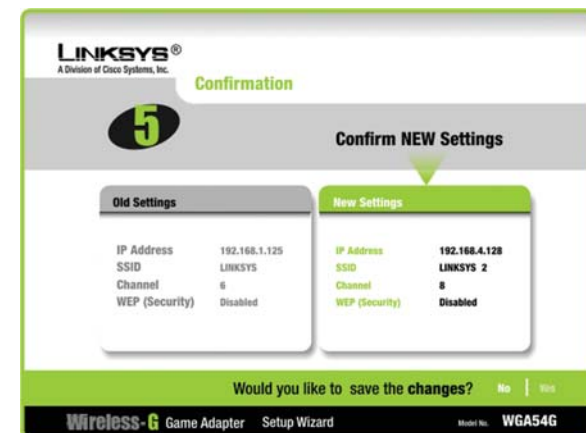 LINKSYS®
A Division of Cisco Systems, Inc.
Confirmation
5
Confirm NEW Settings
Old Settings
IP Address 192.168.1.125
SSID LINKSYS
Channel 6
WEP (Security) Disabled
New Settings
IP Address 192.168.4.128
SSID LINKSYS 2
Channel 8
WEP (Security) Disabled
Would you like to save the changes? No | Yes
Wireless-G Game Adapter Setup Wizard Model No. WGA54G